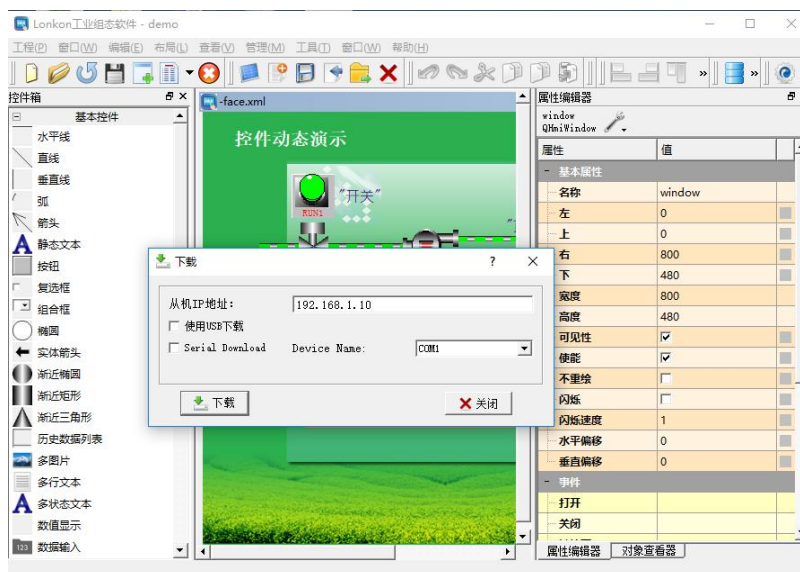 Lonkon工业组态软件 - demo
工程(P) 窗口(W) 编辑(E) 布局(L) 查看(V) 管理(M) 工具(T) 窗口(W) 帮助(H)
控件箱
基本控件
水平线
直线
垂直线
弧
箭头
静态文本
按钮
复选框
组合框
椭圆
实体箭头
渐近椭圆
渐近矩形
渐近三角形
历史数据列表
多图片
多行文本
多状态文本
数值显示
123 数据输入
-face.xml
控件动态演示
"开关"
RUN1
下载
从机IP地址: 192.168.1.10
使用USB下载
Serial Download Device Name: COM1
下载 关闭
属性编辑器
window
QHmiWindow
属性 值
基本属性
名称 window
左 0
上 0
右 800
下 480
宽度 800
高度 480
可见性
使能
不重绘
闪烁
闪烁速度 1
水平偏移 0
垂直偏移 0
事件
打开
关闭
属性编辑器 对象查看器